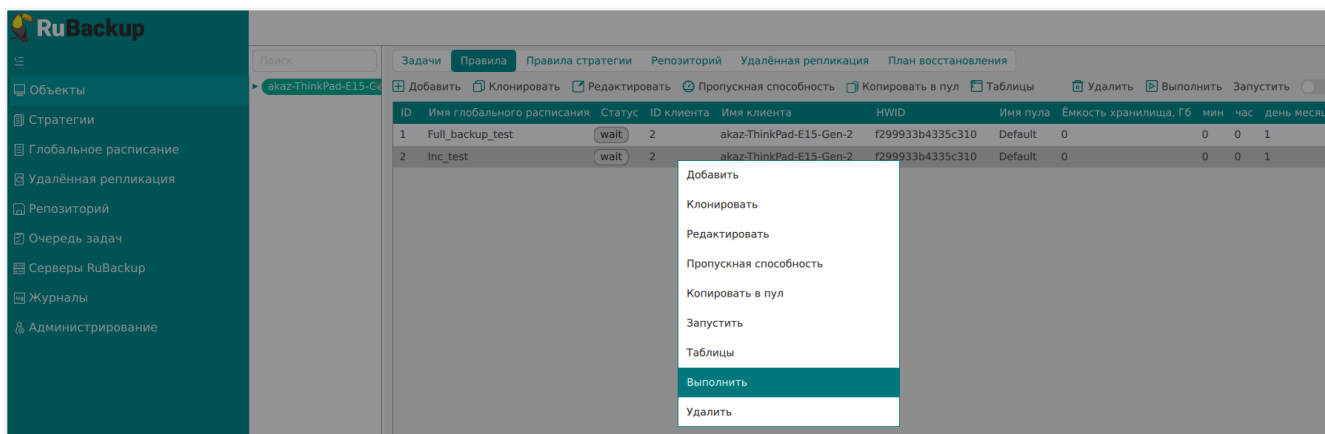 RuBackup
Поиск
Задачи Правила Правила стратегии Репозиторий Удалённая репликация План восстановления
Объекты
akaz-ThinkPad-E15-Ge
Добавить Клонировать Редактировать Пропускная способность Копировать в пул Таблицы Удалить Выполнить Запустить
Стратегии
Глобальное расписание
Удалённая репликация
Репозиторий
Очередь задач
Серверы RuBackup
Журналы
Администрирование
ID Имя глобального расписания Статус ID клиента Имя клиента HWID Имя пула Ёмкость хранилища, Гб мин час день месяц
1 Full_backup_test wait 2 akaz-ThinkPad-E15-Gen-2 f299933b4335c310 Default 0 0 0 1
2 Inc_test wait 2 akaz-ThinkPad-E15-Gen-2 f299933b4335c310 Default 0 0 0 1
Добавить
Клонировать
Редактировать
Пропускная способность
Копировать в пул
Запустить
Таблицы
Выполнить
Удалить